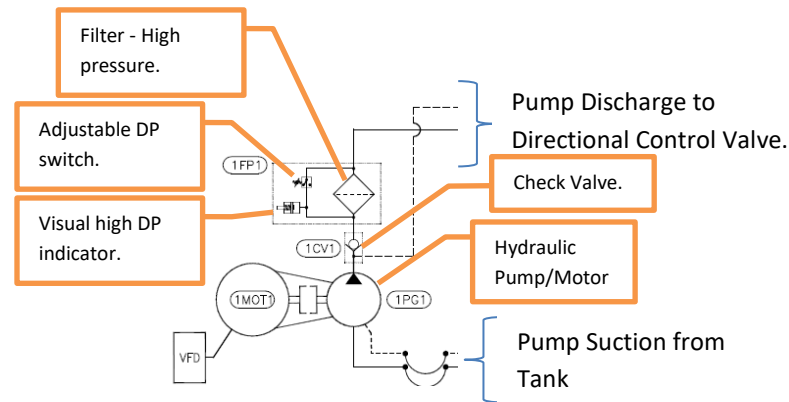 Filter - High
pressure.
Adjustable DP
switch.
Visual high DP
indicator.
1FP1
1CV1
1MOT1
1PG1
VFD
Pump Discharge to
Directional Control Valve.
Check Valve.
Hydraulic
Pump/Motor
Pump Suction from
Tank